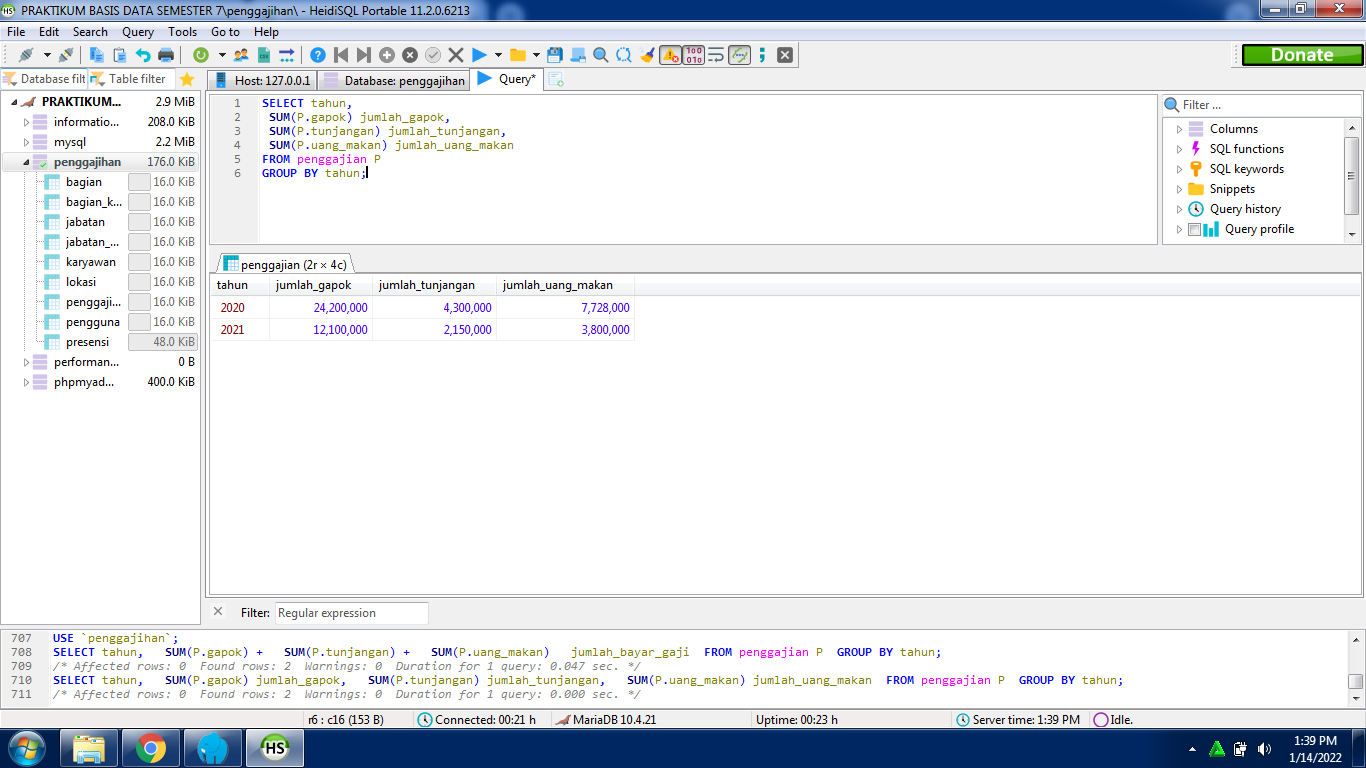 PRAKTIKUM BASIS DATA SEMESTER 7\penggajihan\ - HeidiSQL Portable 11.2.0.6213
File Edit Search Query Tools Go to Help
Donate
Database filt Table filter
Host: 127.0.0.1 Database: penggajihan Query*
PRAKTIKUM... 2.9 MiB
informatio... 208.0 KiB
mysql 2.2 MiB
penggajihan 176.0 KiB
bagian 16.0 KiB
bagian_k... 16.0 KiB
jabatan 16.0 KiB
jabatan_... 16.0 KiB
karyawan 16.0 KiB
lokasi 16.0 KiB
penggaji... 16.0 KiB
pengguna 16.0 KiB
presensi 48.0 KiB
performan... 0 B
phpmyad... 400.0 KiB
1 SELECT tahun,
2 SUM(P.gapok) jumlah_gapok,
3 SUM(P.tunjangan) jumlah_tunjangan,
4 SUM(P.uang_makan) jumlah_uang_makan
5 FROM penggajian P
6 GROUP BY tahun;
Filter ...
Columns
SQL functions
SQL keywords
Snippets
Query history
Query profile
penggajian (2r × 4c)
tahun jumlah_gapok jumlah_tunjangan jumlah_uang_makan
2020 24,200,000 4,300,000 7,728,000
2021 12,100,000 2,150,000 3,800,000
Filter: Regular expression
707 USE `penggajihan`;
708 SELECT tahun, SUM(P.gapok) + SUM(P.tunjangan) + SUM(P.uang_makan) jumlah_bayar_gaji FROM penggajian P GROUP BY tahun;
709 /* Affected rows: 0 Found rows: 2 Warnings: 0 Duration for 1 query: 0.047 sec. */
710 SELECT tahun, SUM(P.gapok) jumlah_gapok, SUM(P.tunjangan) jumlah_tunjangan, SUM(P.uang_makan) jumlah_uang_makan FROM penggajian P GROUP BY tahun;
711 /* Affected rows: 0 Found rows: 2 Warnings: 0 Duration for 1 query: 0.000 sec. */
r6 : c16 (153 B) Connected: 00:21 h MariaDB 10.4.21 Uptime: 00:23 h Server time: 1:39 PM Idle.
HS
1:39 PM
1/14/2022